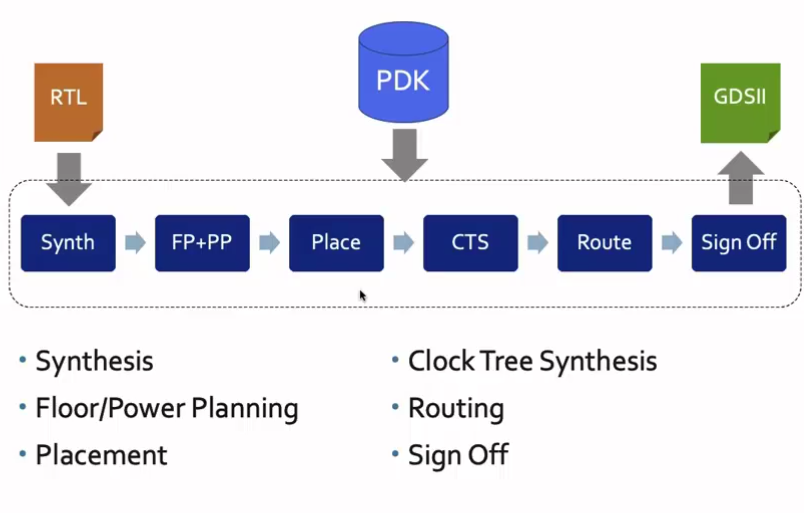 PDK
RTL
GDSII
Synth
FP+PP
Place
CTS
Route
Sign Off
• Synthesis
• Floor/Power Planning
• Placement
• Clock Tree Synthesis
• Routing
• Sign Off